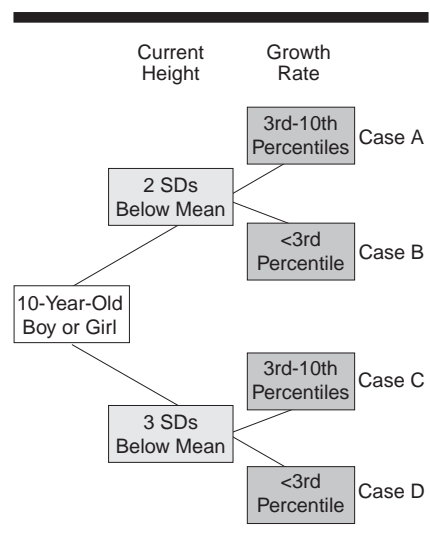 Current
Height
Growth
Rate
3rd-10th
Percentiles
Case A
2 SDs
Below Mean
<3rd
Percentile
Case B
10-Year-Old
Boy or Girl
3rd-10th
Percentiles
Case C
3 SDs
Below Mean
<3rd
Percentile
Case D